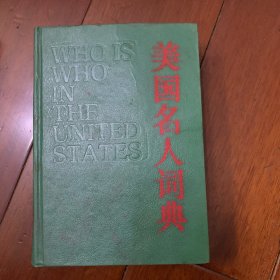 WHO IS
WHO
IN
THE
UNITED
STATES
美国名人词典